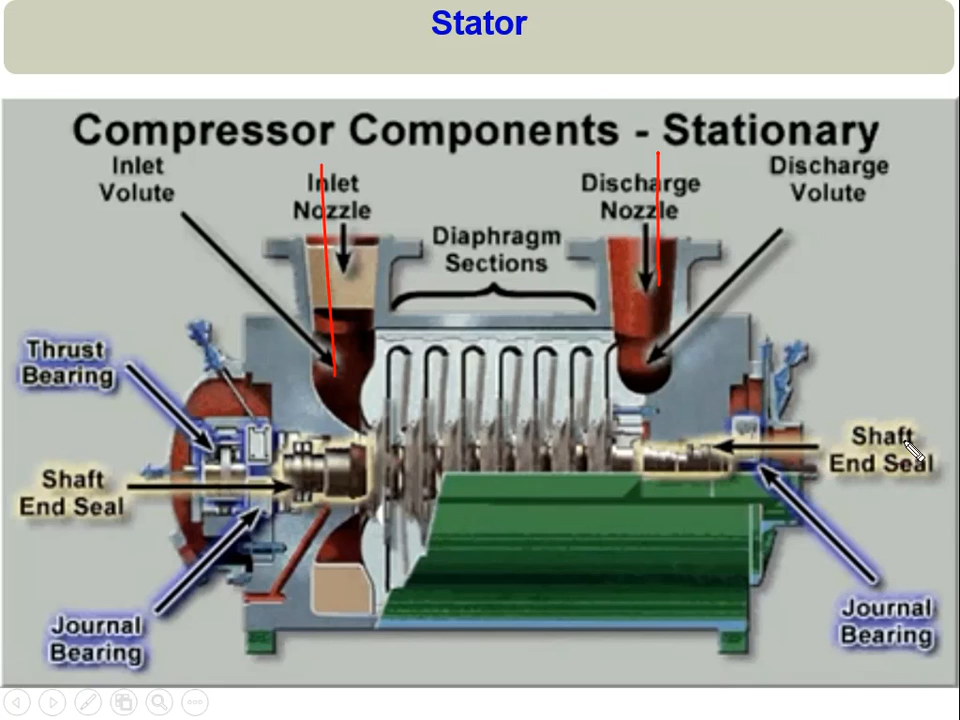 Stator
Compressor Components - Stationary
Inlet
Volute
Inlet
Nozzle
Discharge
Nozzle
Discharge
Volute
Diaphragm
Sections
Thrust
Bearing
Shaft
End Seal
Shaft
End Seal
Journal
Bearing
Journal
Bearing